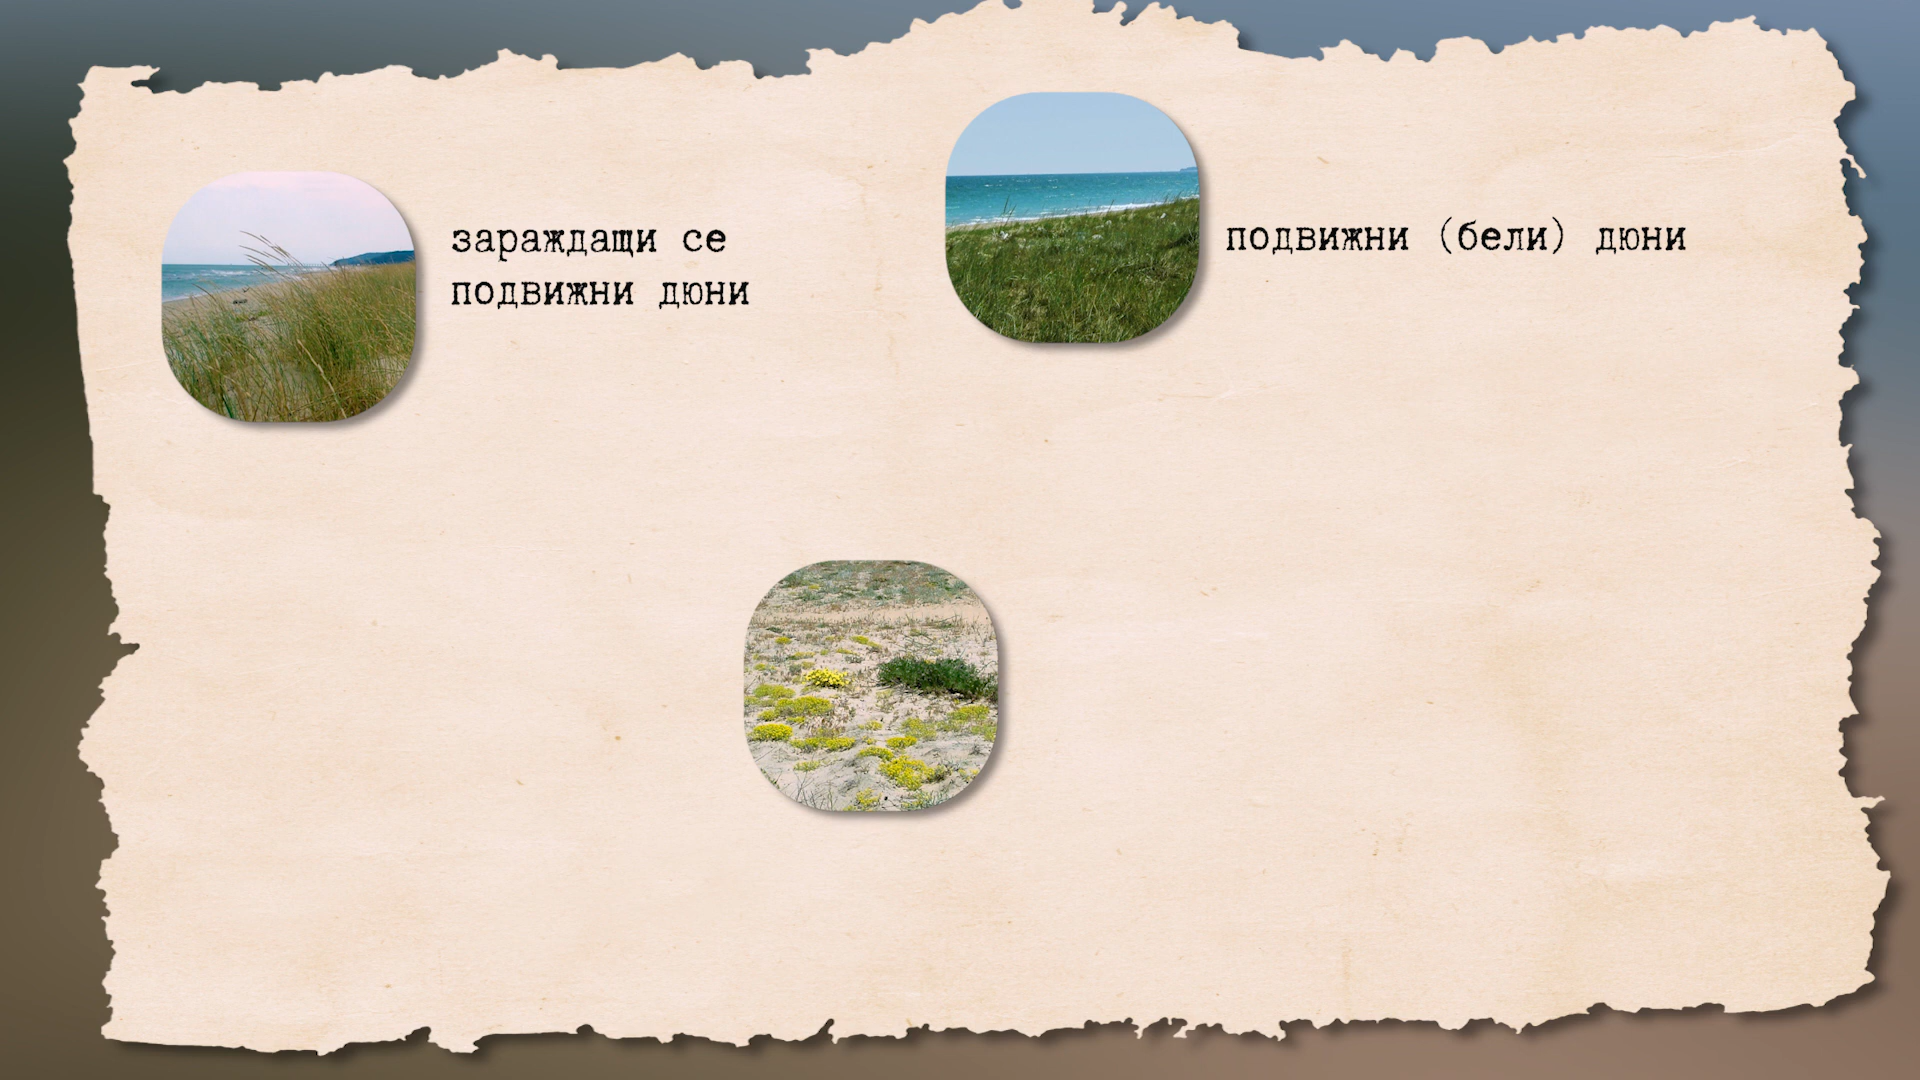 зараждащи се
подвижни дюни
подвижни (бели) дюни